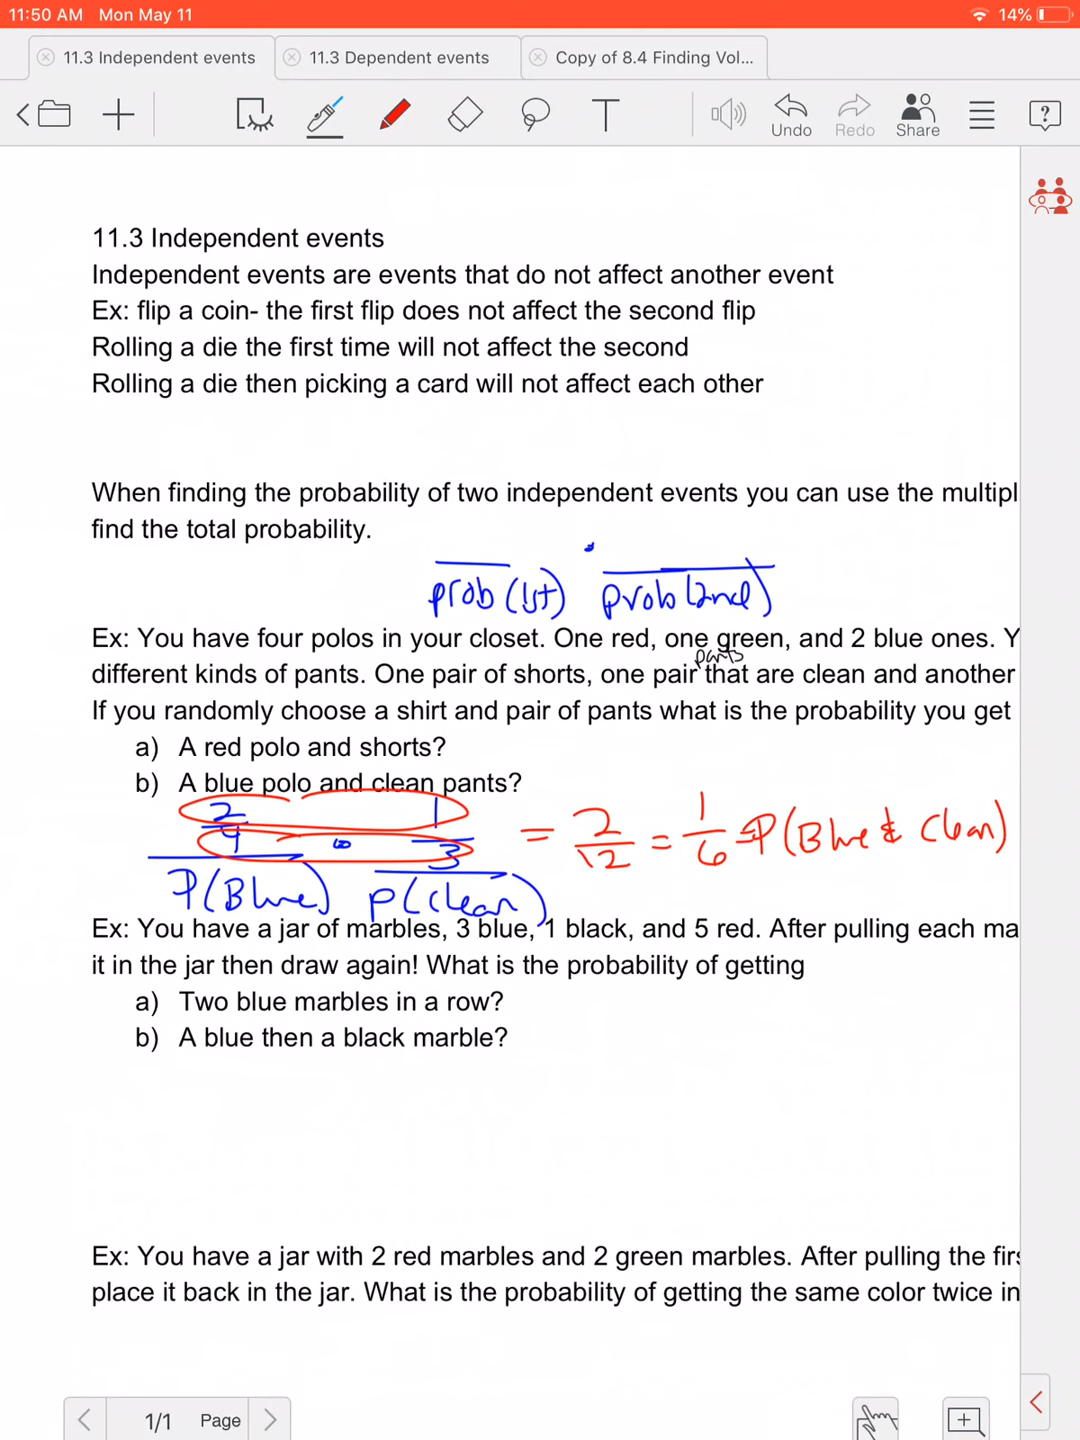 11:50 AM Mon May 11 14%
11.3 Independent events 11.3 Dependent events Copy of 8.4 Finding Vol...
T Undo Redo Share ?
11.3 Independent events
Independent events are events that do not affect another event
Ex: flip a coin- the first flip does not affect the second flip
Rolling a die the first time will not affect the second
Rolling a die then picking a card will not affect each other
When finding the probability of two independent events you can use the multipl
find the total probability.
prob (1st) · prob (2nd)
Ex: You have four polos in your closet. One red, one green, and 2 blue ones. Y
pants
different kinds of pants. One pair of shorts, one pair that are clean and another
If you randomly choose a shirt and pair of pants what is the probability you get
a) A red polo and shorts?
b) A blue polo and clean pants?
2/4 · 1/3 = 2/12 = 1/6 = P(Blue & Clean)
P(Blue) P(Clean)
Ex: You have a jar of marbles, 3 blue, 1 black, and 5 red. After pulling each ma
it in the jar then draw again! What is the probability of getting
a) Two blue marbles in a row?
b) A blue then a black marble?
Ex: You have a jar with 2 red marbles and 2 green marbles. After pulling the firs
place it back in the jar. What is the probability of getting the same color twice in
1/1 Page